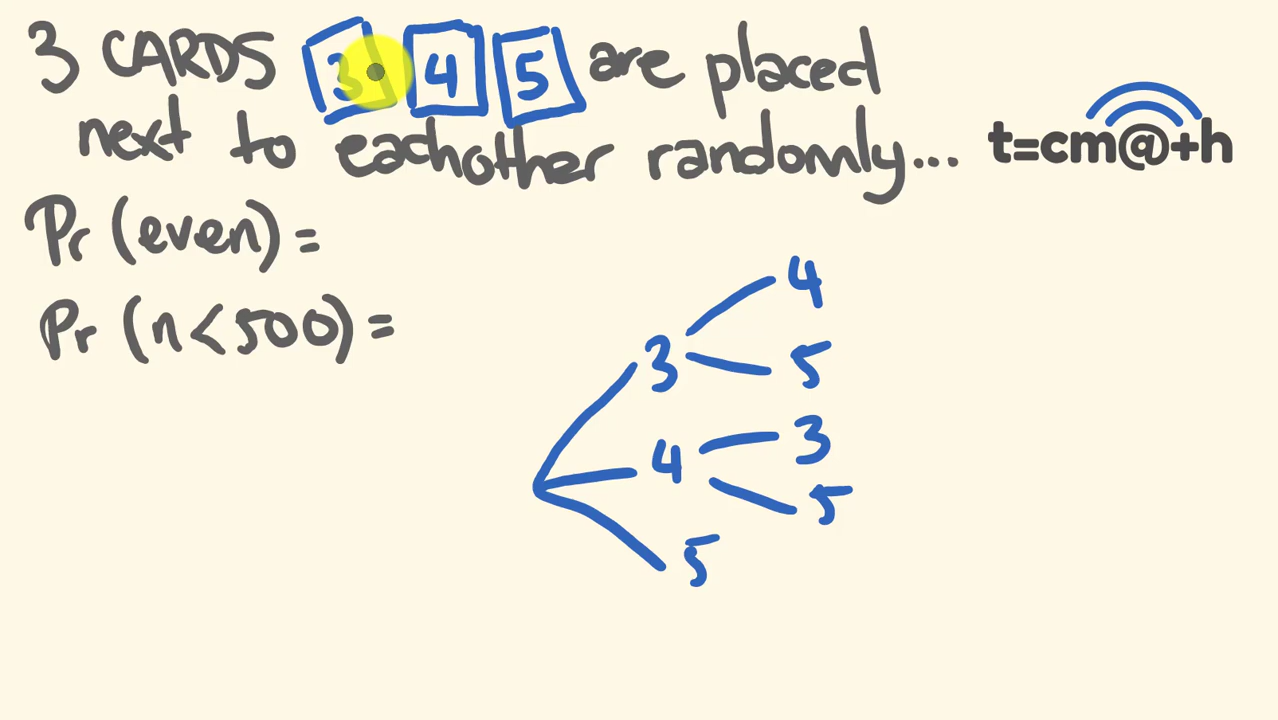 3 CARDS 3 4 5 are placed
next to eachother randomly...
t=cm@+h
Pr (even) =
Pr (n<500) =
4
3
5
3
4
5
5